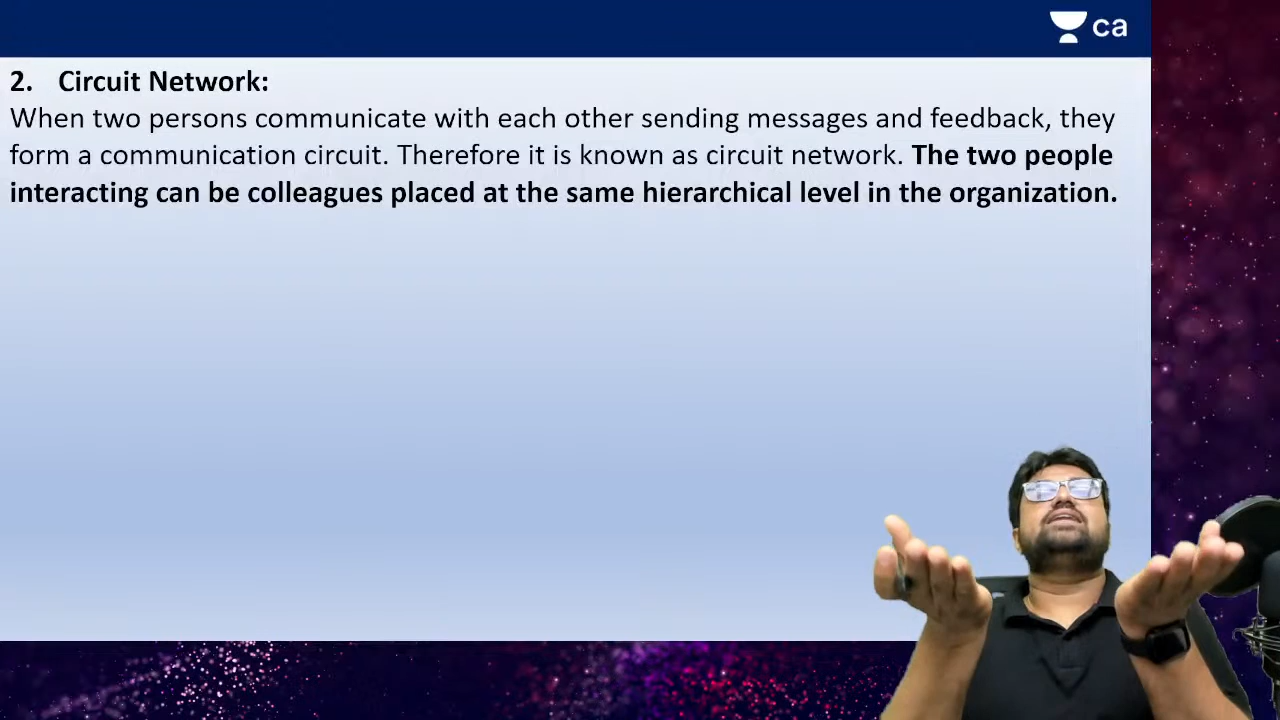 ca
2. Circuit Network:
When two persons communicate with each other sending messages and feedback, they
form a communication circuit. Therefore it is known as circuit network. The two people
interacting can be colleagues placed at the same hierarchical level in the organization.